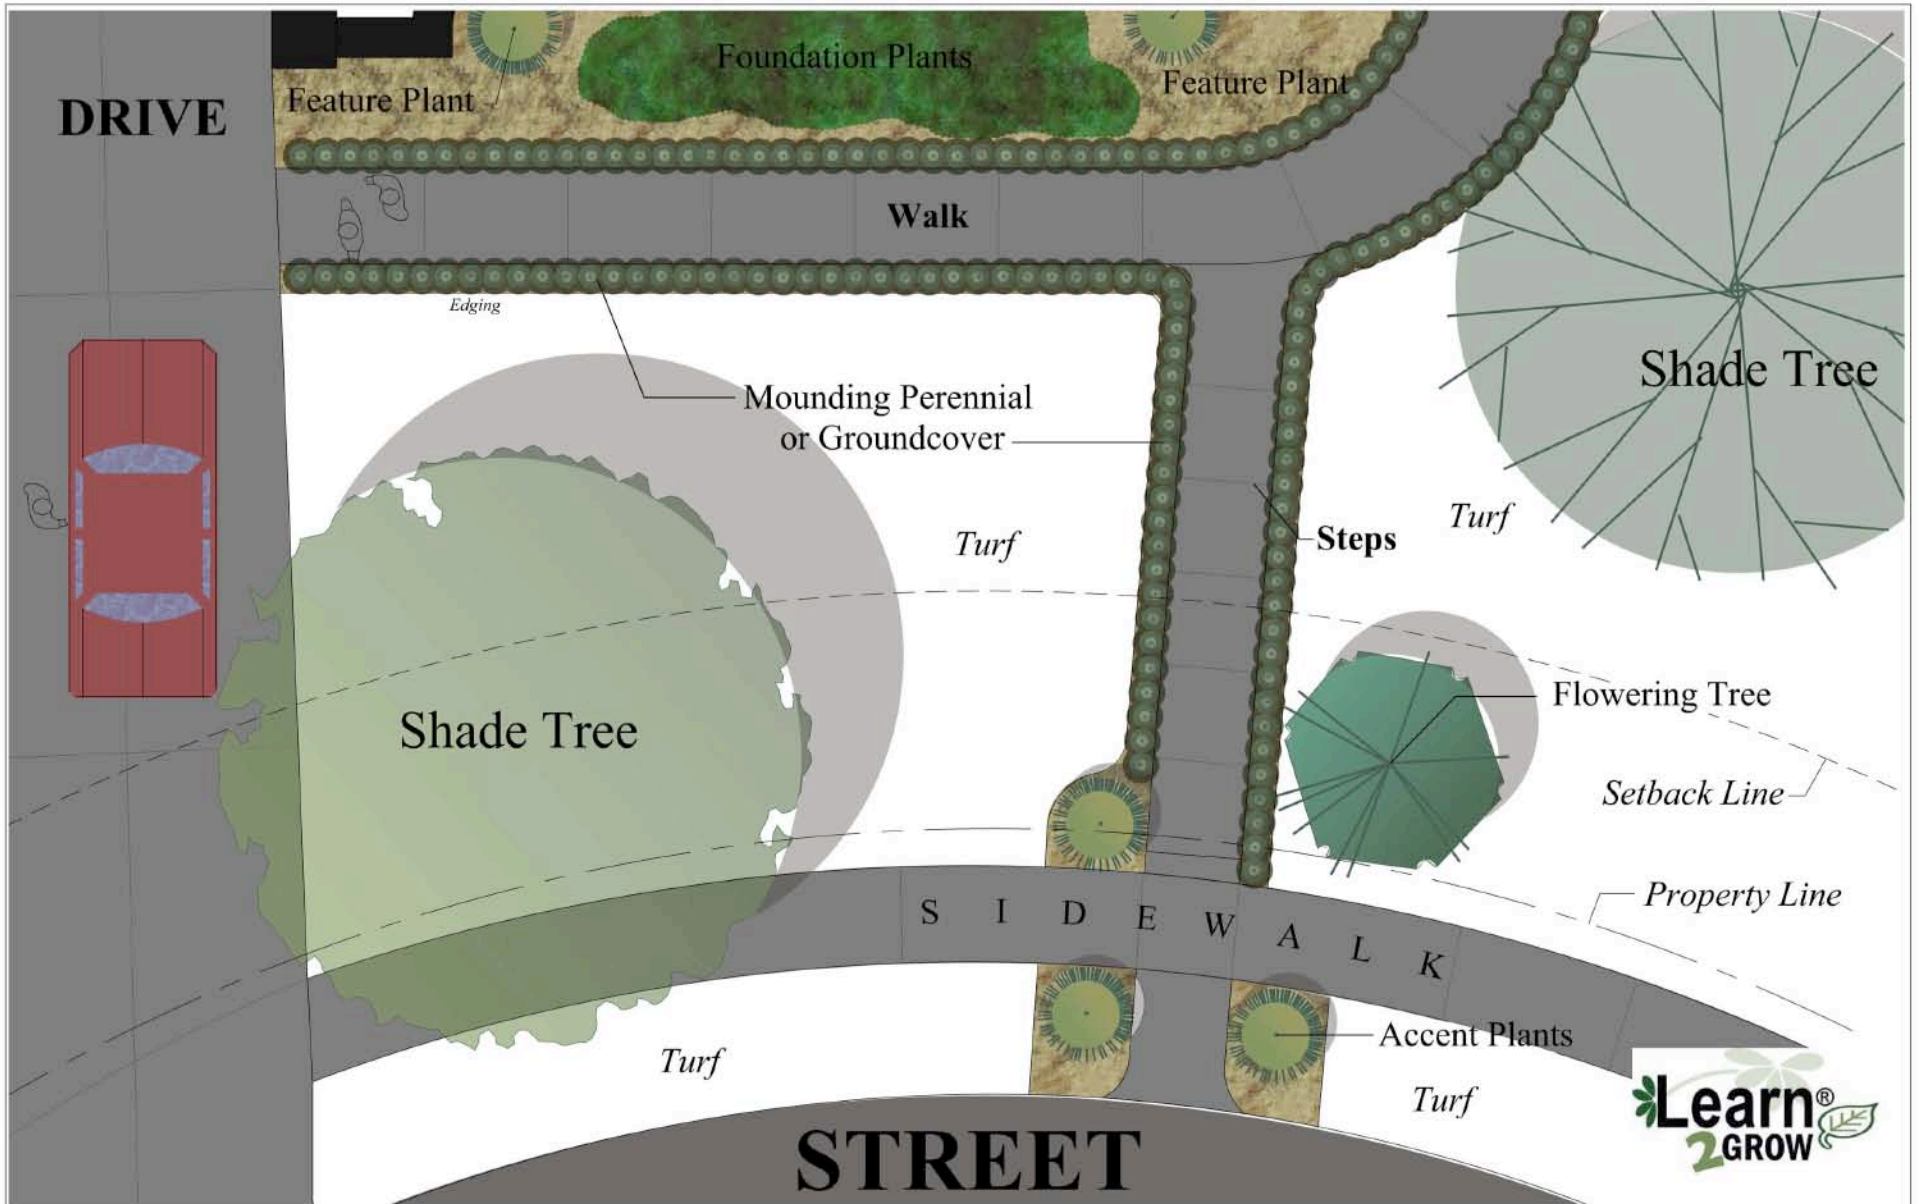 Foundation Plants
Feature Plant
Feature Plant
DRIVE
Walk
Edging
Shade Tree
Mounding Perennial
or Groundcover
Turf
Steps
Turf
Flowering Tree
Shade Tree
Setback Line
Property Line
SIDEWALK
Accent Plants
Turf
Turf
Learn®
2GROW
STREET